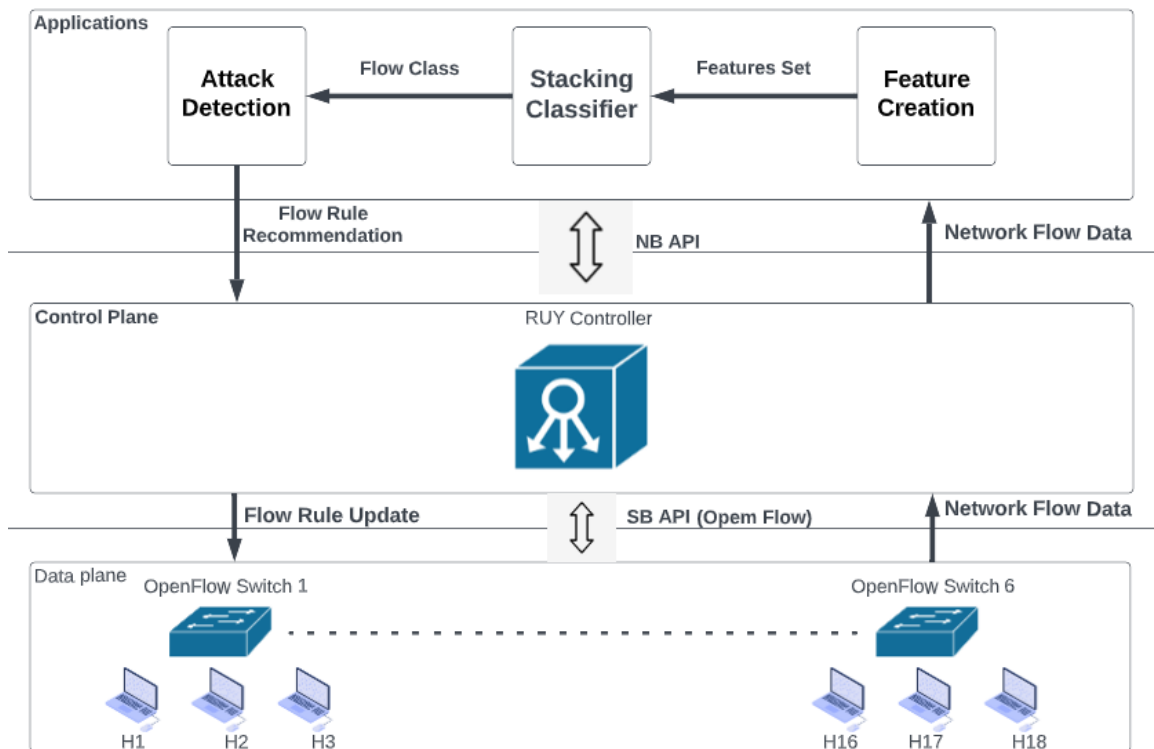 Applications
Attack
Detection
Flow Class
Stacking
Classifier
Features Set
Feature
Creation
Flow Rule
Recommendation
NB API
Network Flow Data
Control Plane
RUY Controller
Flow Rule Update
SB API (Opem Flow)
Network Flow Data
Data plane
OpenFlow Switch 1
OpenFlow Switch 6
H1
H2
H3
H16
H17
H18